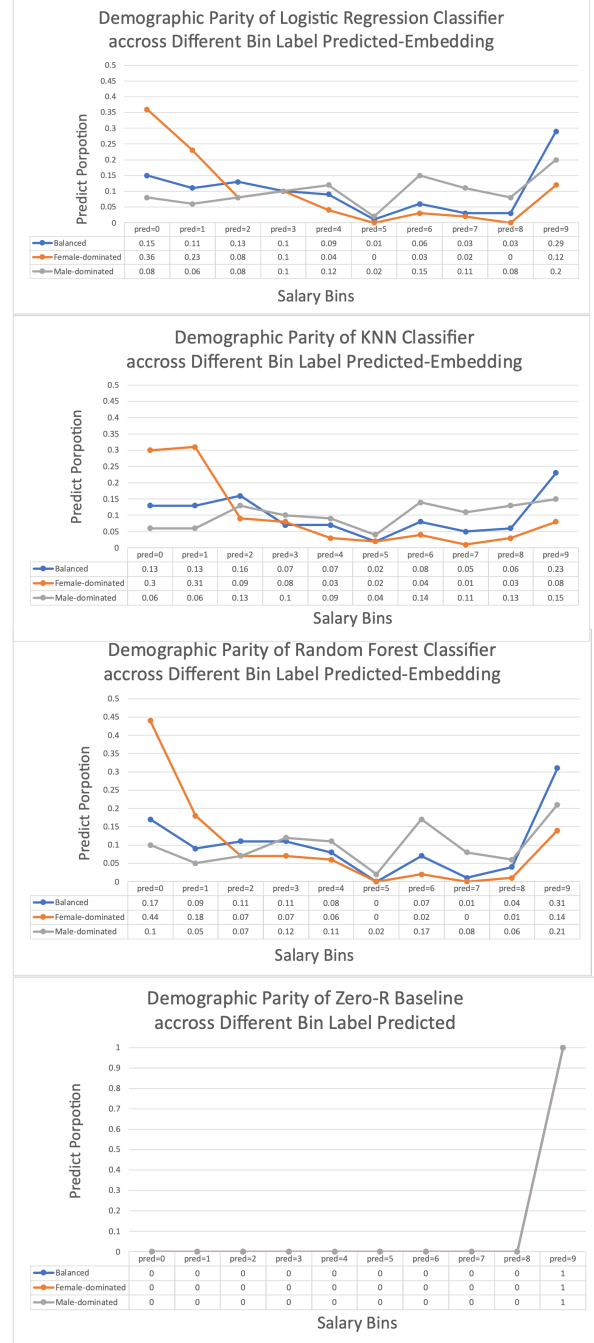 Demographic Parity of Logistic Regression Classifier
accross Different Bin Label Predicted-Embedding
0.5
0.45
0.4
0.35
0.3
0.25
0.2
0.15
0.1
0.05
0
Predict Porpotion
pred=0 pred=1 pred=2 pred=3 pred=4 pred=5 pred=6 pred=7 pred=8 pred=9
Balanced 0.15 0.11 0.13 0.1 0.09 0.01 0.06 0.03 0.03 0.29
Female-dominated 0.36 0.23 0.08 0.1 0.04 0 0.03 0.02 0 0.12
Male-dominated 0.08 0.06 0.08 0.1 0.12 0.02 0.15 0.11 0.08 0.2
Salary Bins
Demographic Parity of KNN Classifier
accross Different Bin Label Predicted-Embedding
0.5
0.45
0.4
0.35
0.3
0.25
0.2
0.15
0.1
0.05
0
Predict Porpotion
pred=0 pred=1 pred=2 pred=3 pred=4 pred=5 pred=6 pred=7 pred=8 pred=9
Balanced 0.13 0.13 0.16 0.07 0.07 0.02 0.08 0.05 0.06 0.23
Female-dominated 0.3 0.31 0.09 0.08 0.03 0.02 0.04 0.01 0.03 0.08
Male-dominated 0.06 0.06 0.13 0.1 0.09 0.04 0.14 0.11 0.13 0.15
Salary Bins
Demographic Parity of Random Forest Classifier
accross Different Bin Label Predicted-Embedding
0.5
0.45
0.4
0.35
0.3
0.25
0.2
0.15
0.1
0.05
0
Predict Porpotion
pred=0 pred=1 pred=2 pred=3 pred=4 pred=5 pred=6 pred=7 pred=8 pred=9
Balanced 0.17 0.09 0.11 0.11 0.08 0 0.07 0.01 0.04 0.31
Female-dominated 0.44 0.18 0.07 0.07 0.06 0 0.02 0 0.01 0.14
Male-dominated 0.1 0.05 0.07 0.12 0.11 0.02 0.17 0.08 0.06 0.21
Salary Bins
Demographic Parity of Zero-R Baseline
accross Different Bin Label Predicted
1
0.9
0.8
0.7
0.6
0.5
0.4
0.3
0.2
0.1
0
Predict Porpotion
pred=0 pred=1 pred=2 pred=3 pred=4 pred=5 pred=6 pred=7 pred=8 pred=9
Balanced 0 0 0 0 0 0 0 0 0 1
Female-dominated 0 0 0 0 0 0 0 0 0 1
Male-dominated 0 0 0 0 0 0 0 0 0 1
Salary Bins